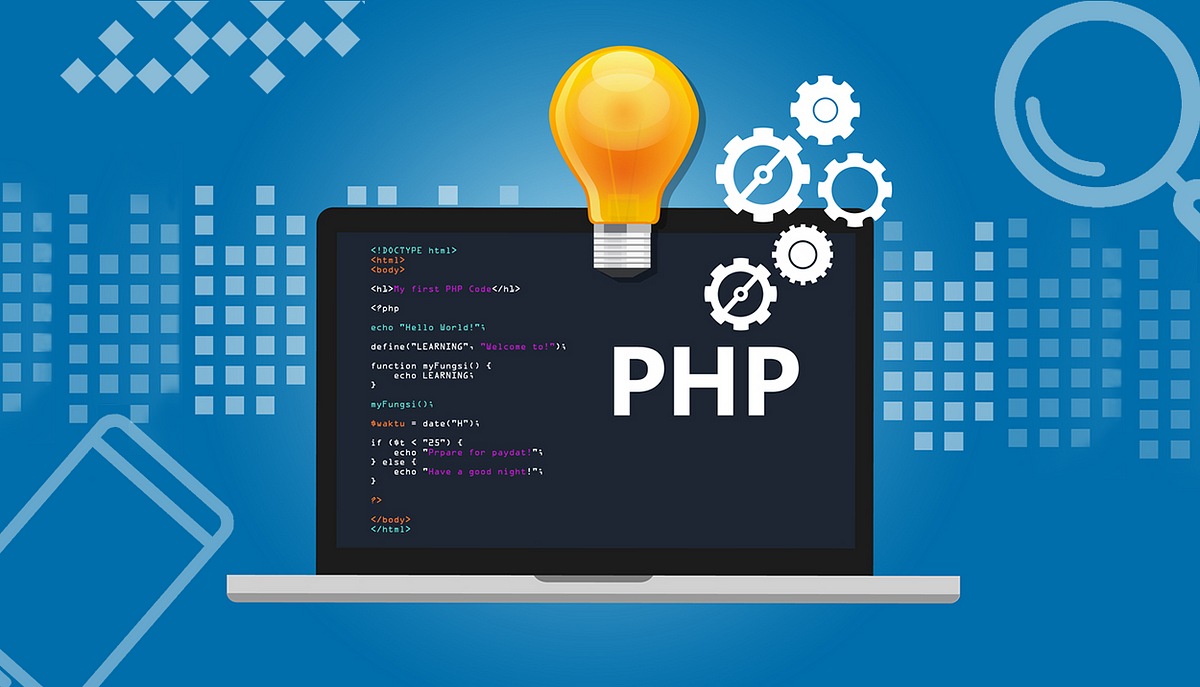 <!DOCTYPE html>
<html>
<body>
<h1>My first PHP Code</h1>
<?php
echo "Hello World!";
define("LEARNING", "Welcome to!");
function myFungsi() {
echo LEARNING;
}
myFungsi();
$waktu = date("H");
if ($t < "25") {
echo "Prpare for paydat!";
} else {
echo "Have a good night!";
}
?>
</body>
</html>
PHP